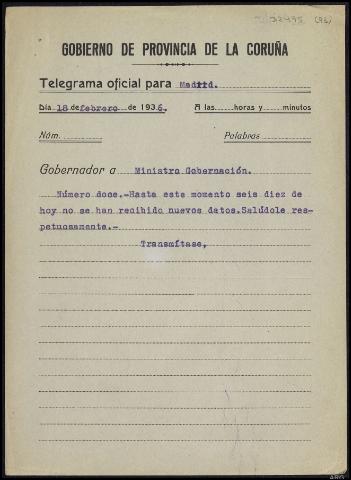 GOBIERNO DE PROVINCIA DE LA CORUÑA
Telegrama oficial para Madrid.
Día 18 de febrero de 1936. A las horas y minutos
Núm. Palabras
Gobernador a Ministro Gobernación.
Número doce.-Hasta este momento seis diez de
hoy no se han recibido nuevos datos.Salúdole res-
petuosamente.-
Transmítase,